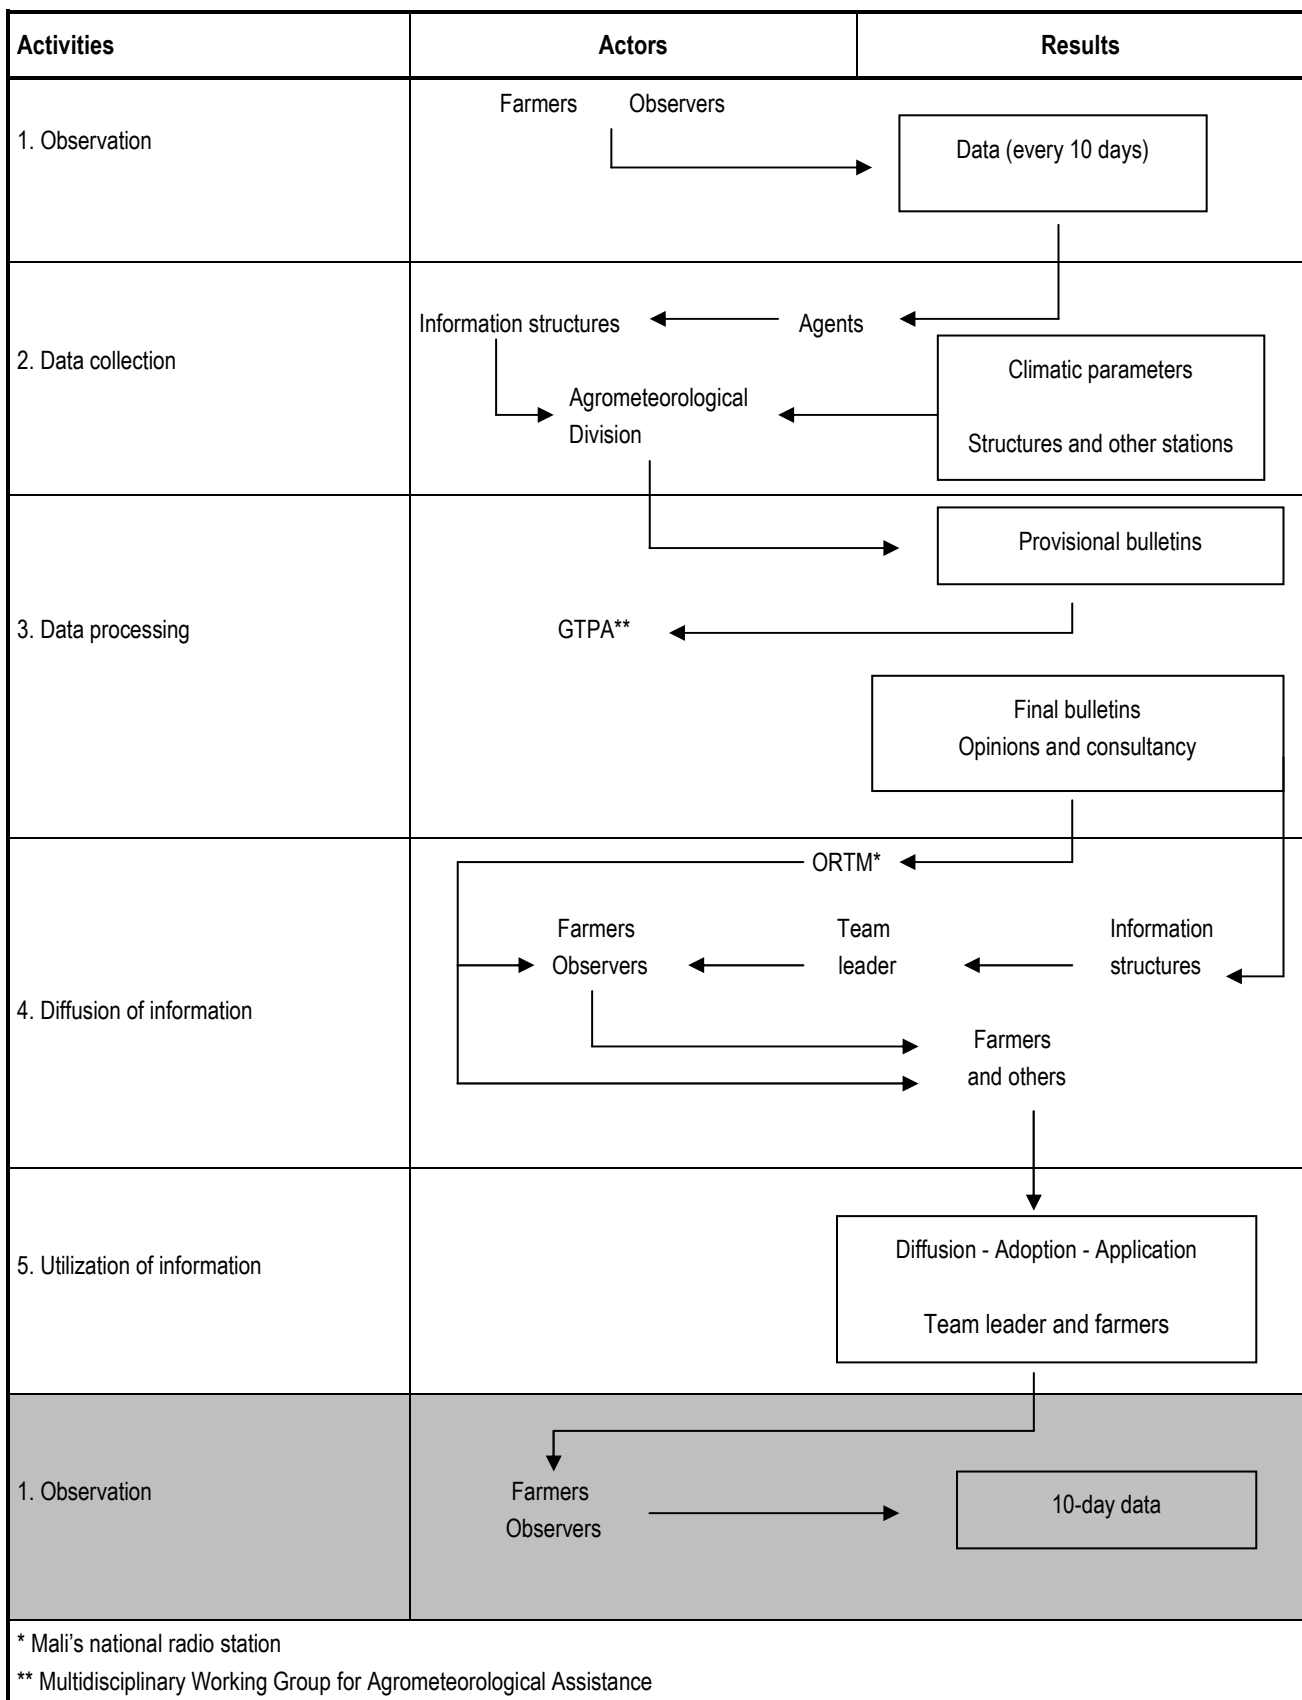 Activities
Actors
Results
Farmers Observers
1. Observation
Data (every 10 days)
Information structures
Agents
2. Data collection
Climatic parameters
Agrometeorological
Division
Structures and other stations
Provisional bulletins
3. Data processing
GTPA**
Final bulletins
Opinions and consultancy
ORTM*
Farmers
Observers
Team
leader
Information
structures
4. Diffusion of information
Farmers
and others
Diffusion - Adoption - Application
5. Utilization of information
Team leader and farmers
1. Observation
Farmers
Observers
10-day data
* Mali's national radio station
** Multidisciplinary Working Group for Agrometeorological Assistance